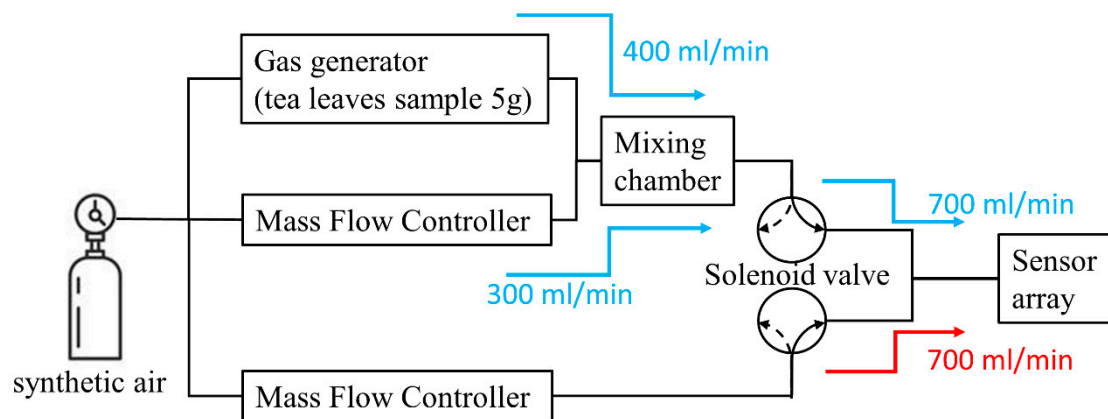 400 ml/min
Gas generator
(tea leaves sample 5g)
Mixing
chamber
Mass Flow Controller
700 ml/min
300 ml/min
Solenoid valve
Sensor
array
synthetic air
700 ml/min
Mass Flow Controller